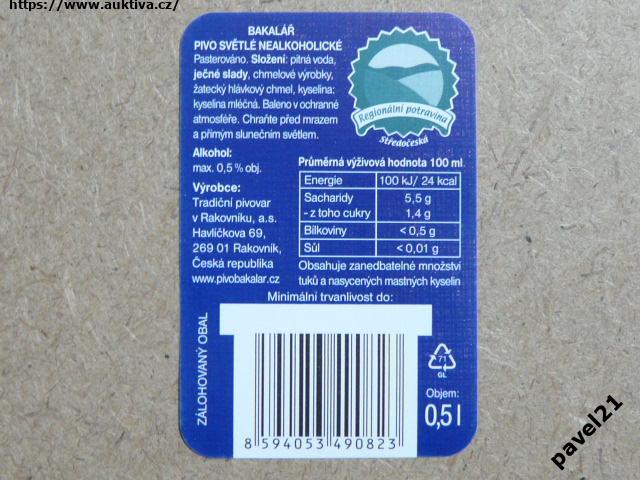 https://www.auktiva.cz/
BAKALÁŘ
PIVO SVĚTLÉ NEALKOHOLICKÉ
Pasterováno. Složení: pitná voda,
ječné slady, chmelové výrobky,
žatecký hlávkový chmel, kyselina:
kyselina mléčná. Baleno v ochranné
atmosféře. Chraňte před mrazem
a přímým slunečním světlem.
Alkohol:
max. 0,5 % obj.
Výrobce:
Tradiční pivovar
v Rakovníku, a.s.
Havlíčkova 69,
269 01 Rakovník,
Česká republika
www.pivobakalar.cz
Regionální potravina
Středočeská
Průměrná výživová hodnota 100 ml
Energie 100 kJ/ 24 kcal
Sacharidy 5,5 g
- z toho cukry 1,4 g
Bílkoviny < 0,5 g
Sůl < 0,01 g
Obsahuje zanedbatelné množství
tuků a nasycených mastných kyselin
Minimální trvanlivost do:
ZÁLOHOVANÝ OBAL
8 594053 490823
71
GL
Objem:
0,5 l
pavel21